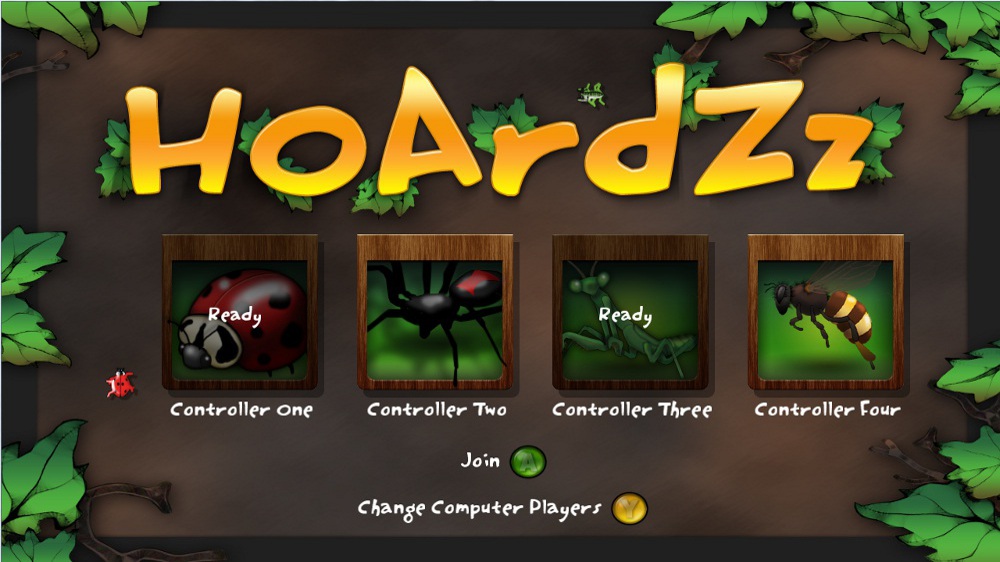 HoArdZz
Ready
Ready
Controller One
Controller Two
Controller Three
Controller Four
Join A
Change Computer Players Y